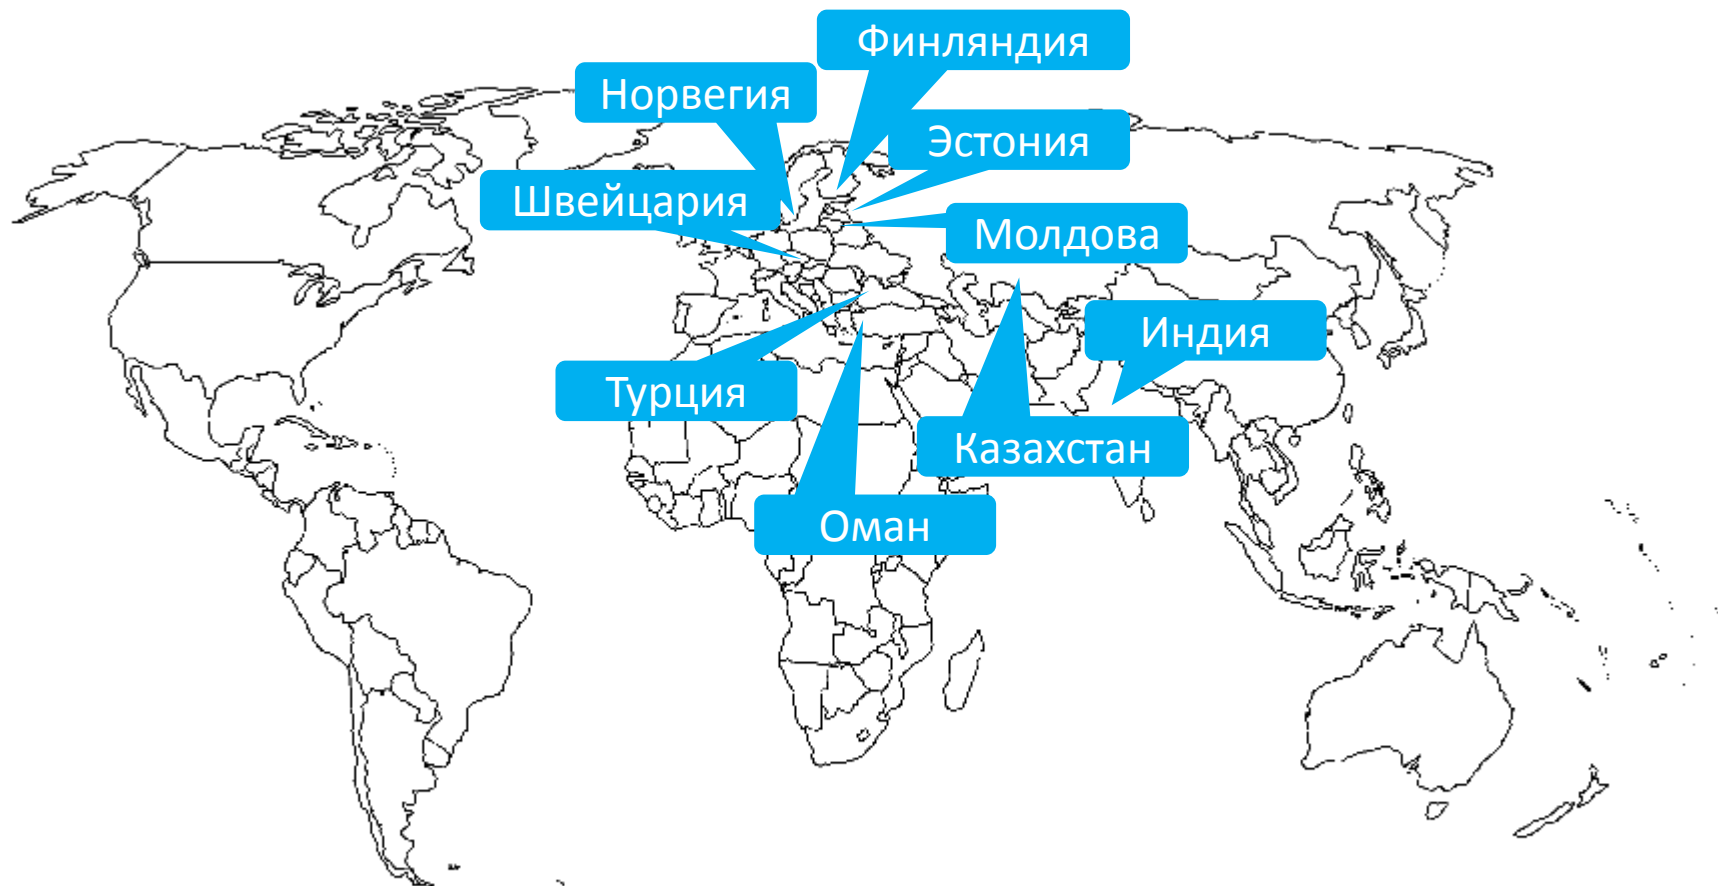 Финляндия
Норвегия
Эстония
Швейцария
Молдова
Индия
Турция
Казахстан
Оман